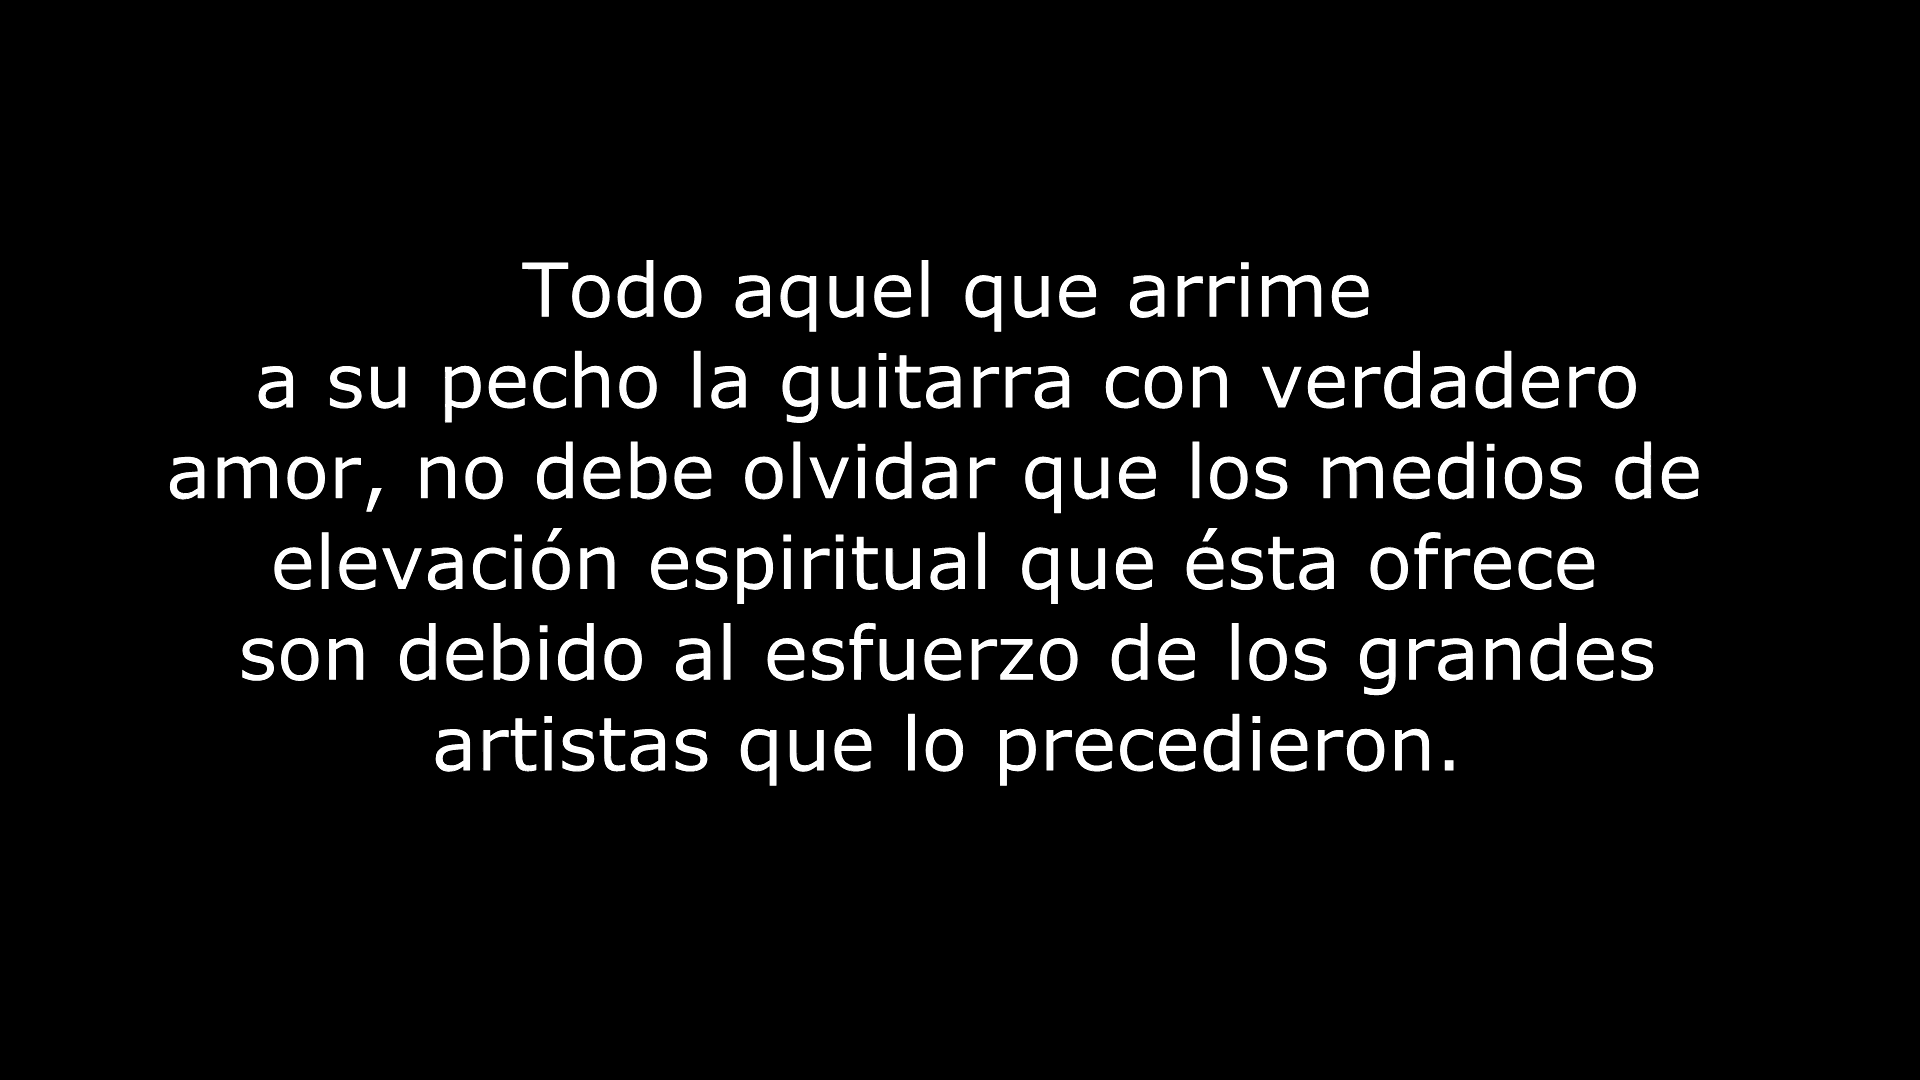 Todo aquel que arrime
a su pecho la guitarra con verdadero
amor, no debe olvidar que los medios de
elevación espiritual que ésta ofrece
son debido al esfuerzo de los grandes
artistas que lo precedieron.